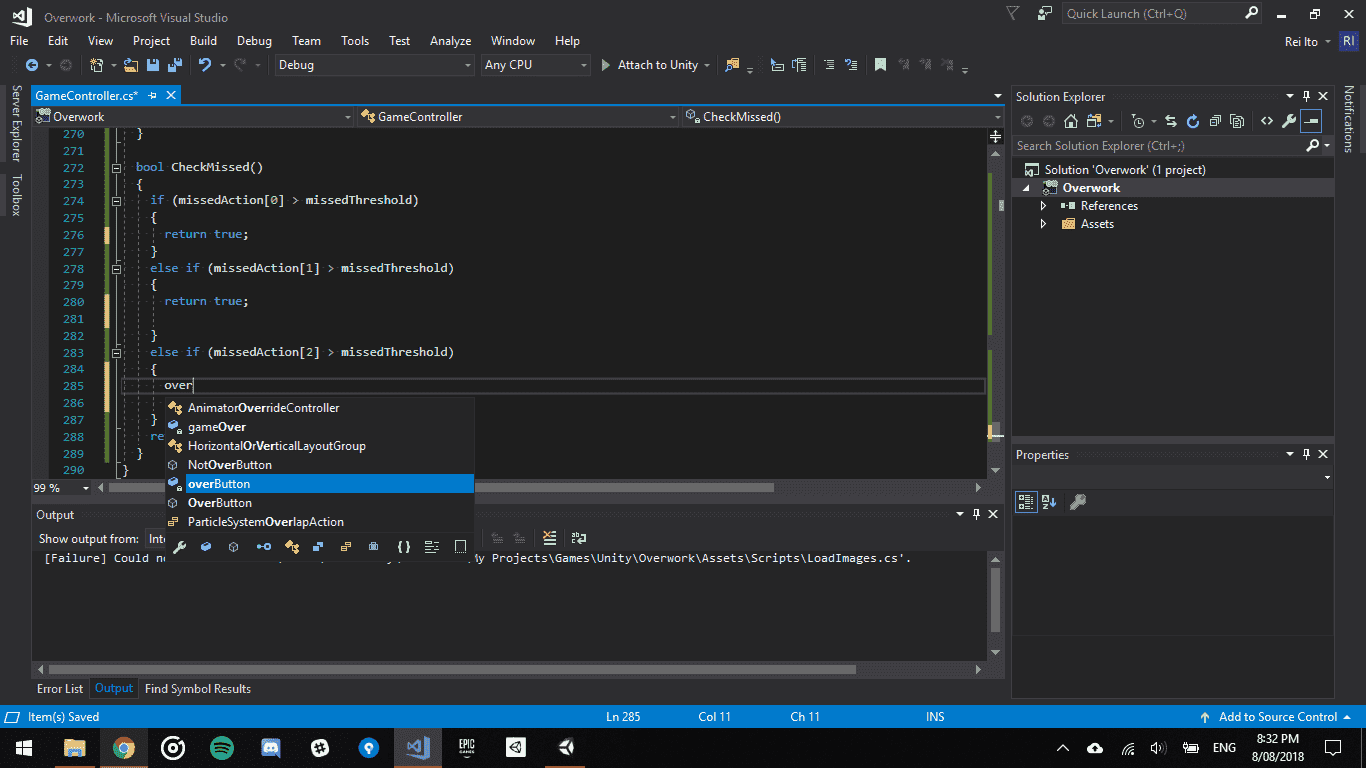 Overwork - Microsoft Visual Studio
Quick Launch (Ctrl+Q)
File Edit View Project Build Debug Team Tools Test Analyze Window Help
Rei Ito RI
Debug Any CPU Attach to Unity
Server Explorer
Toolbox
GameController.cs*
Overwork GameController CheckMissed()
270 }
271
272 bool CheckMissed()
273 {
274 if (missedAction[0] > missedThreshold)
275 {
276 return true;
277 }
278 else if (missedAction[1] > missedThreshold)
279 {
280 return true;
281
282 }
283 else if (missedAction[2] > missedThreshold)
284 {
285 over
286
287 }
288 re
289 }
290 }
AnimatorOverrideController
gameOver
HorizontalOrVerticalLayoutGroup
NotOverButton
overButton
OverButton
ParticleSystemOverlapAction
99 %
Output
Show output from: Inte
[Failure] Could no
My Projects\Games\Unity\Overwork\Assets\Scripts\LoadImages.cs'.
Error List Output Find Symbol Results
Solution Explorer
Search Solution Explorer (Ctrl+;)
Solution 'Overwork' (1 project)
Overwork
References
Assets
Properties
Notifications
Item(s) Saved Ln 285 Col 11 Ch 11 INS Add to Source Control
EPIC GAMES
ENG
8:32 PM
8/08/2018